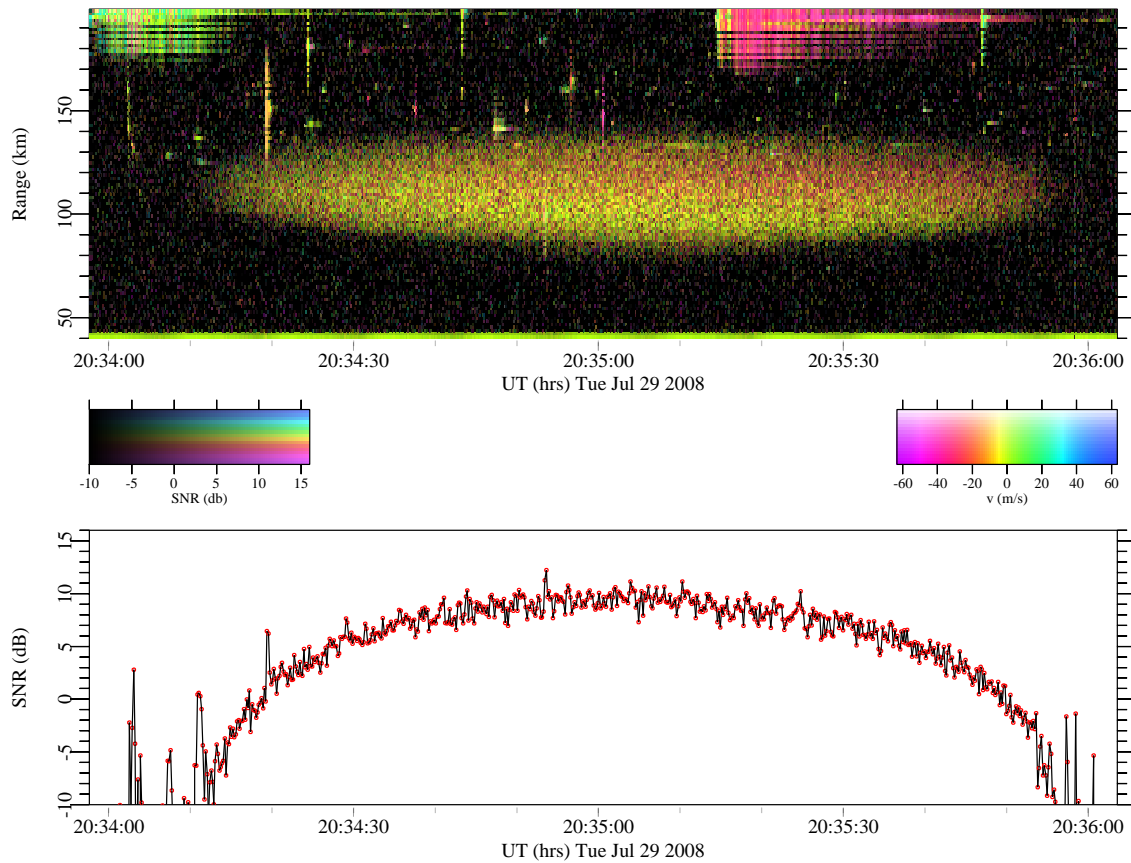 150
100
50
Range (km)
20:34:00 20:34:30 20:35:00 20:35:30 20:36:00
UT (hrs) Tue Jul 29 2008
-10 -5 0 5 10 15
SNR (db)
-60 -40 -20 0 20 40 60
v (m/s)
15
10
5
0
-5
-10
SNR (dB)
20:34:00 20:34:30 20:35:00 20:35:30 20:36:00
UT (hrs) Tue Jul 29 2008